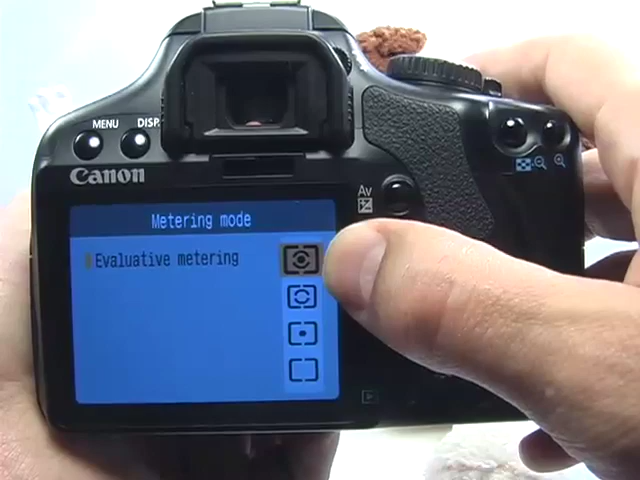 MENU DISP.
Canon
Av
Metering mode
Evaluative metering